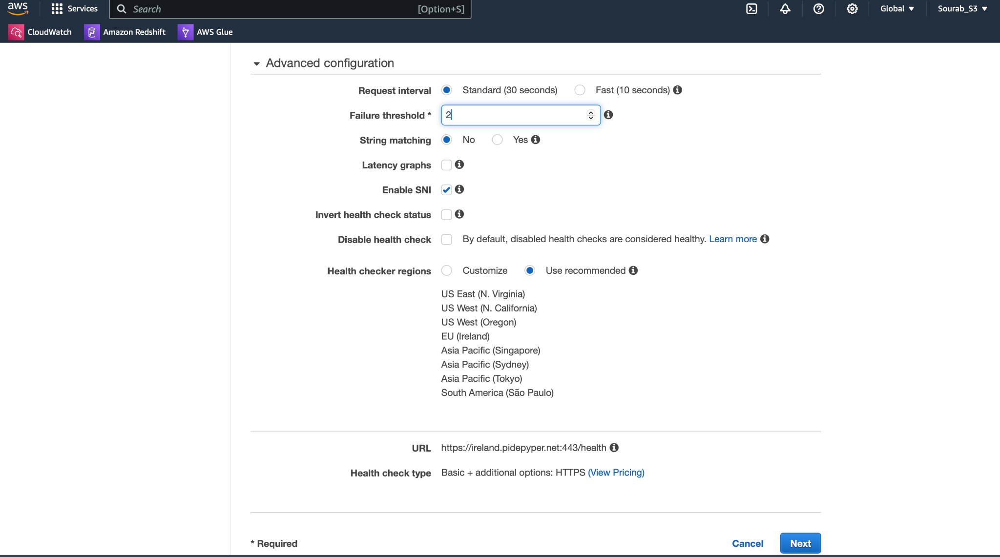 aws Services Search [Option+S] Global Sourab_S3
CloudWatch Amazon Redshift AWS Glue
Advanced configuration
Request interval Standard (30 seconds) Fast (10 seconds)
Failure threshold * 2
String matching No Yes
Latency graphs
Enable SNI
Invert health check status
Disable health check By default, disabled health checks are considered healthy. Learn more
Health checker regions Customize Use recommended
US East (N. Virginia)
US West (N. California)
US West (Oregon)
EU (Ireland)
Asia Pacific (Singapore)
Asia Pacific (Sydney)
Asia Pacific (Tokyo)
South America (São Paulo)
URL https://ireland.pidepyper.net:443/health
Health check type Basic + additional options: HTTPS (View Pricing)
* Required Cancel Next